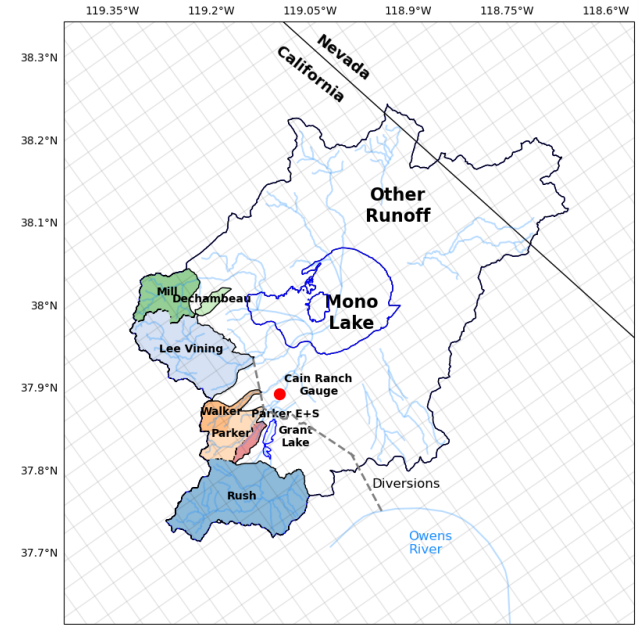 119.35°W 119.2°W 119.05°W 118.9°W 118.75°W 118.6°W
38.3°N
38.2°N
38.1°N
38°N
37.9°N
37.8°N
37.7°N
Nevada
California
Other
Runoff
Mill
Dechambeau
Mono
Lake
Lee Vining
Cain Ranch
Gauge
Walker
Parker E+S
Parker
Grant
Lake
Rush
Diversions
Owens
River